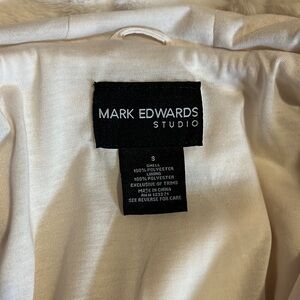 MARK EDWARDS
STUDIO
S
SHELL
100% POLYESTER
LINING
100% POLYESTER
EXCLUSIVE OF TRIMS
MADE IN CHINA
SEE REVERSE FOR CARE